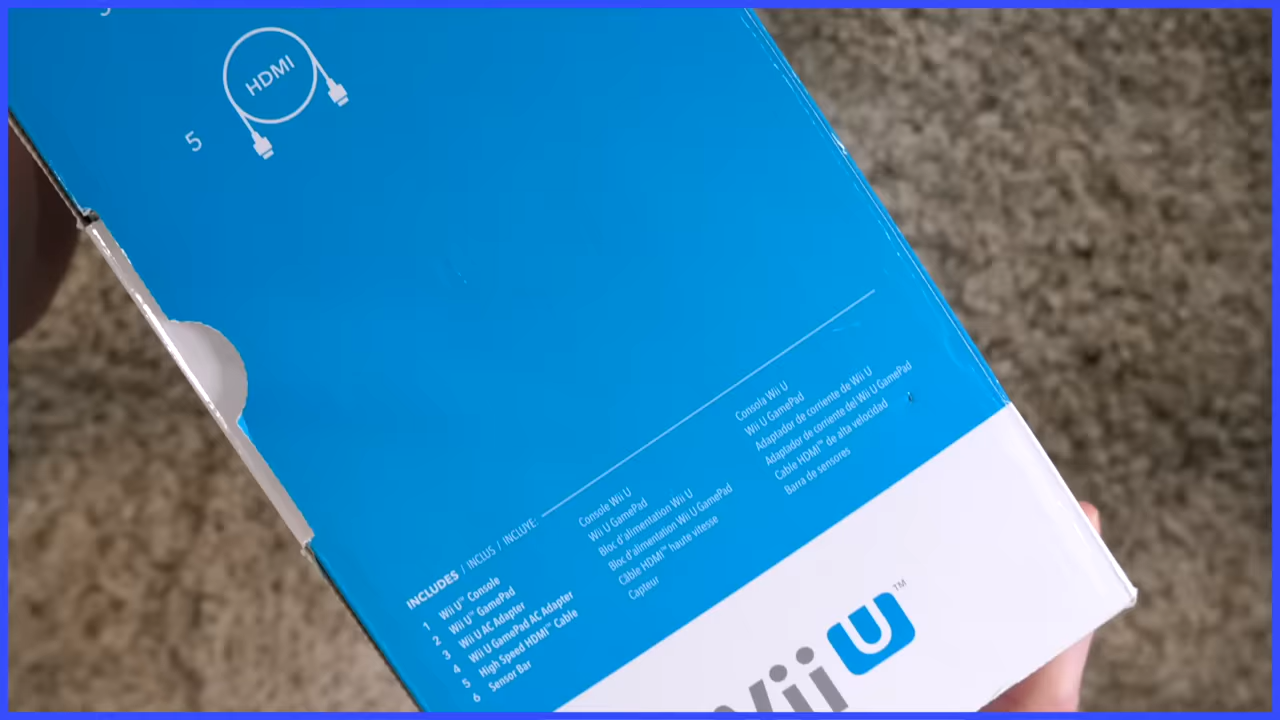 HDMI
5
INCLUDES / INCLUS / INCLUYE:
1 Wii U™ Console
2 Wii U™ GamePad
3 Wii U AC Adapter
4 Wii U GamePad AC Adapter
5 High Speed HDMI™ Cable
6 Sensor Bar
Console Wii U
Wii U GamePad
Bloc d'alimentation Wii U
Bloc d'alimentation Wii U GamePad
Câble HDMI™ haute vitesse
Capteur
Consola Wii U
Wii U GamePad
Adaptador de corriente de Wii U
Adaptador de corriente del Wii U GamePad
Cable HDMI™ de alta velocidad
Barra de sensores
Wii U™